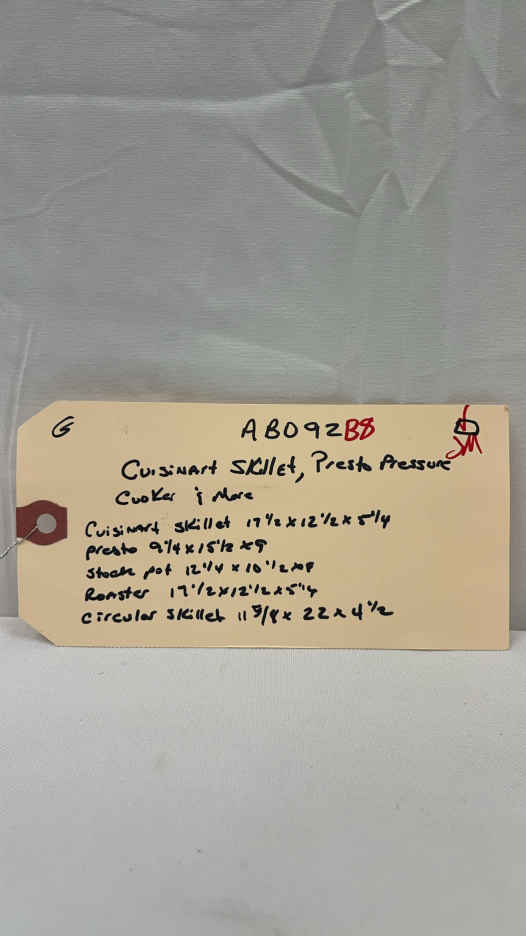 G
ABO92B8
Cuisinart Skillet, Presto Pressure
Cooker & More
Cuisinart skillet 17 1/2 x 12 1/2 x 5 1/4
presto 9 1/4 x 15 1/2 x 9
stock pot 12 1/4 x 10 1/2 x
Roaster 17 1/2 x 12 1/2 x 5 1/4
circular skillet 11 5/8 x 22 x 4 1/2